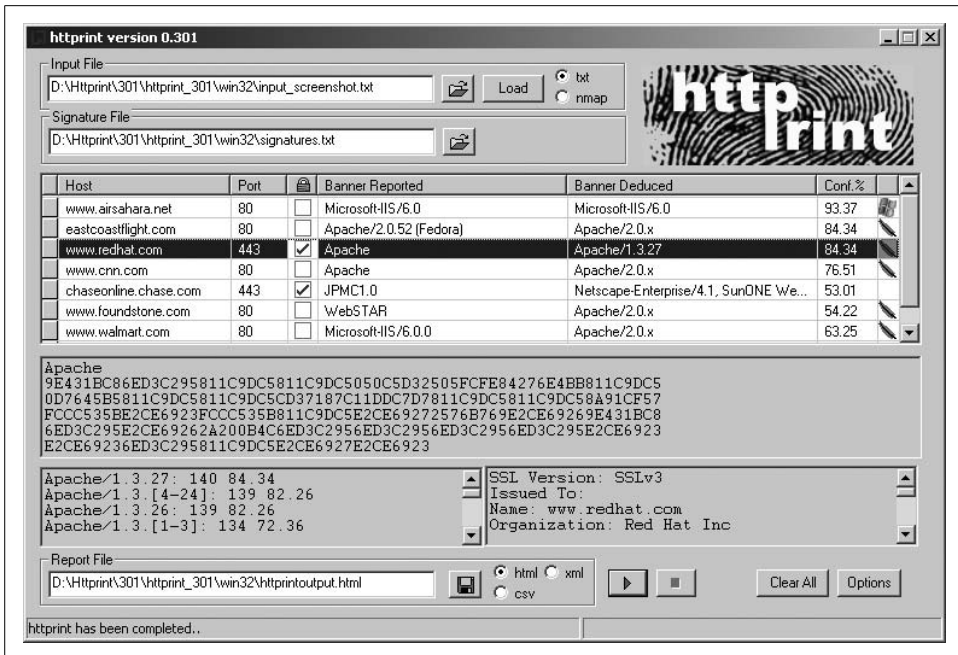 httprint version 0.301
Input File
D:\Httprint\301\httprint_301\win32\input_screenshot.txt
Load
txt
nmap
http
print
Signature File
D:\Httprint\301\httprint_301\win32\signatures.txt
Host Port Banner Reported Banner Deduced Conf.%
www.airsahara.net 80 Microsoft-IIS/6.0 Microsoft-IIS/6.0 93.37
eastcoastflight.com 80 Apache/2.0.52 (Fedora) Apache/2.0.x 84.34
www.redhat.com 443 Apache Apache/1.3.27 84.34
www.cnn.com 80 Apache Apache/2.0.x 76.51
chaseonline.chase.com 443 JPMC1.0 Netscape-Enterprise/4.1, SunONE We... 53.01
www.foundstone.com 80 WebSTAR Apache/2.0.x 54.22
www.walmart.com 80 Microsoft-IIS/6.0.0 Apache/2.0.x 63.25
Apache
9E431BC86ED3C295811C9DC5811C9DC5050C5D32505FCFE84276E4BB811C9DC5
0D7645B5811C9DC5811C9DC5CD37187C11DDC7D7811C9DC5811C9DC58A91CF57
FCCC535BE2CE6923FCCC535B811C9DC5E2CE69272576B769E2CE69269E431BC8
6ED3C295E2CE69262A200B4C6ED3C2956ED3C2956ED3C2956ED3C295E2CE6923
E2CE69236ED3C295811C9DC5E2CE6927E2CE6923
Apache/1.3.27: 140 84.34
Apache/1.3.[4-24]: 139 82.26
Apache/1.3.26: 139 82.26
Apache/1.3.[1-3]: 134 72.36
SSL Version: SSLv3
Issued To:
Name: www.redhat.com
Organization: Red Hat Inc
Report File
D:\Httprint\301\httprint_301\win32\httprintoutput.html
html
xml
csv
Clear All
Options
httprint has been completed..